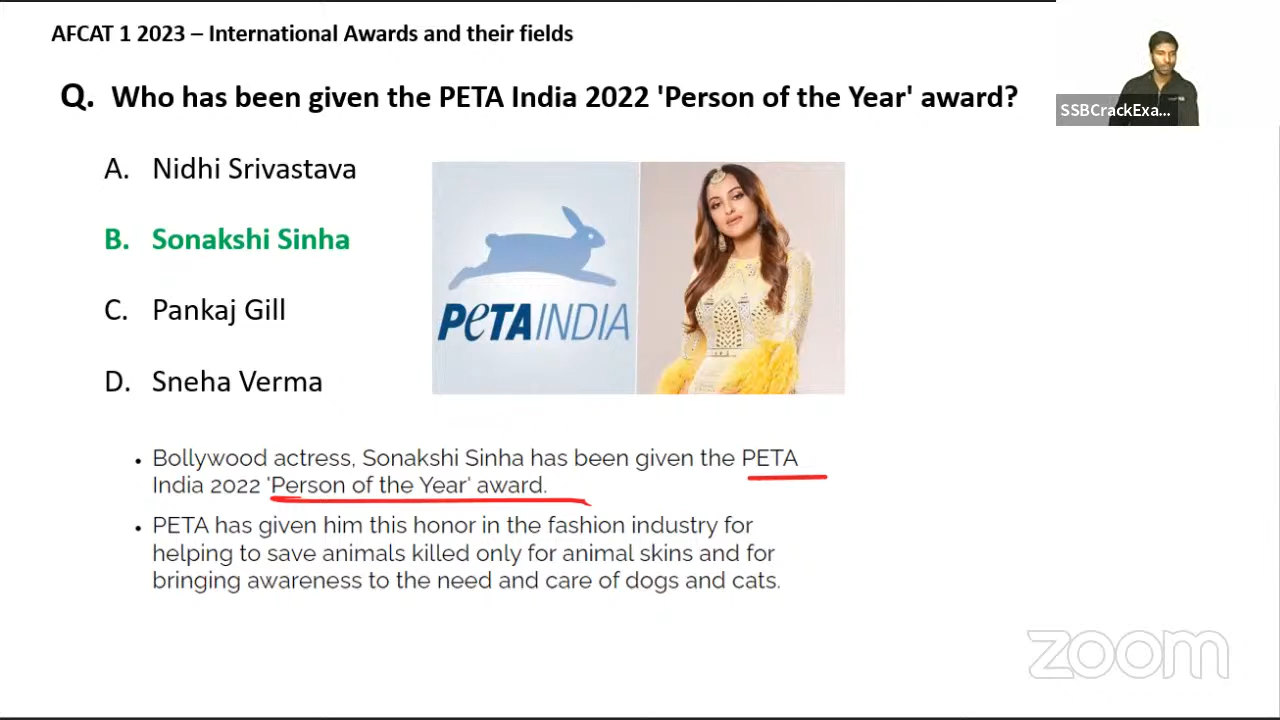 AFCAT 1 2023 – International Awards and their fields
SSBCrackExa...
Q. Who has been given the PETA India 2022 'Person of the Year' award?
A. Nidhi Srivastava
B. Sonakshi Sinha
C. Pankaj Gill
D. Sneha Verma
PETA INDIA
• Bollywood actress, Sonakshi Sinha has been given the PETA
India 2022 'Person of the Year' award.
• PETA has given him this honor in the fashion industry for
helping to save animals killed only for animal skins and for
bringing awareness to the need and care of dogs and cats.
zoom